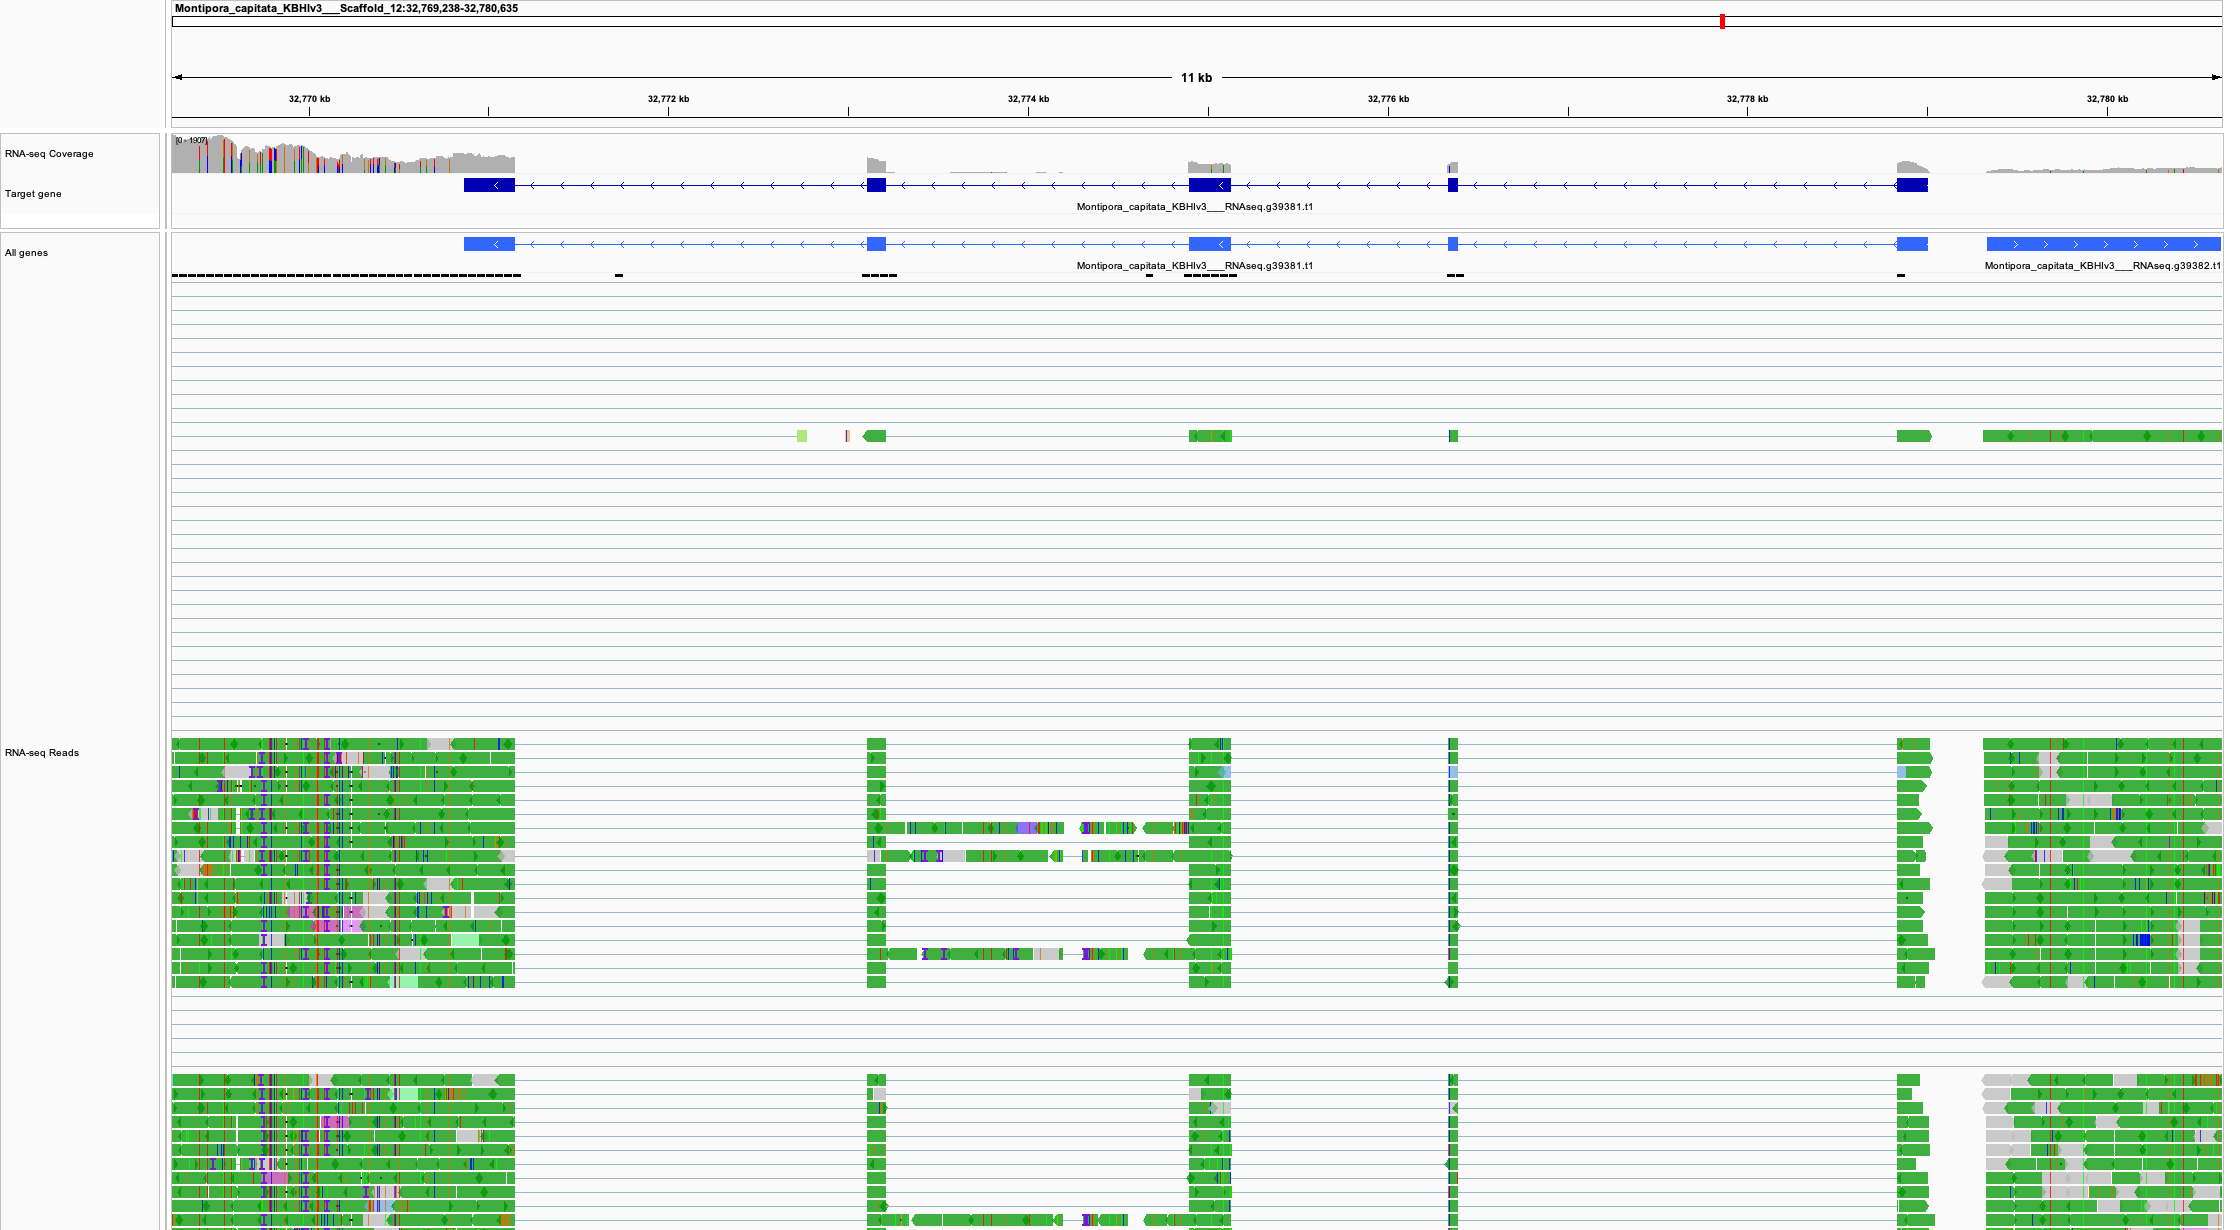 Montipora_capitata_KBHIv3___Scaffold_12:32,769,238-32,780,635
11 kb
32,770 kb 32,772 kb 32,774 kb 32,776 kb 32,778 kb 32,780 kb
[0 - 1907]
RNA-seq Coverage
Target gene
Montipora_capitata_KBHIv3___RNAseq.g39381.t1
All genes
Montipora_capitata_KBHIv3___RNAseq.g39381.t1 Montipora_capitata_KBHIv3___RNAseq.g39382.t1
RNA-seq Reads